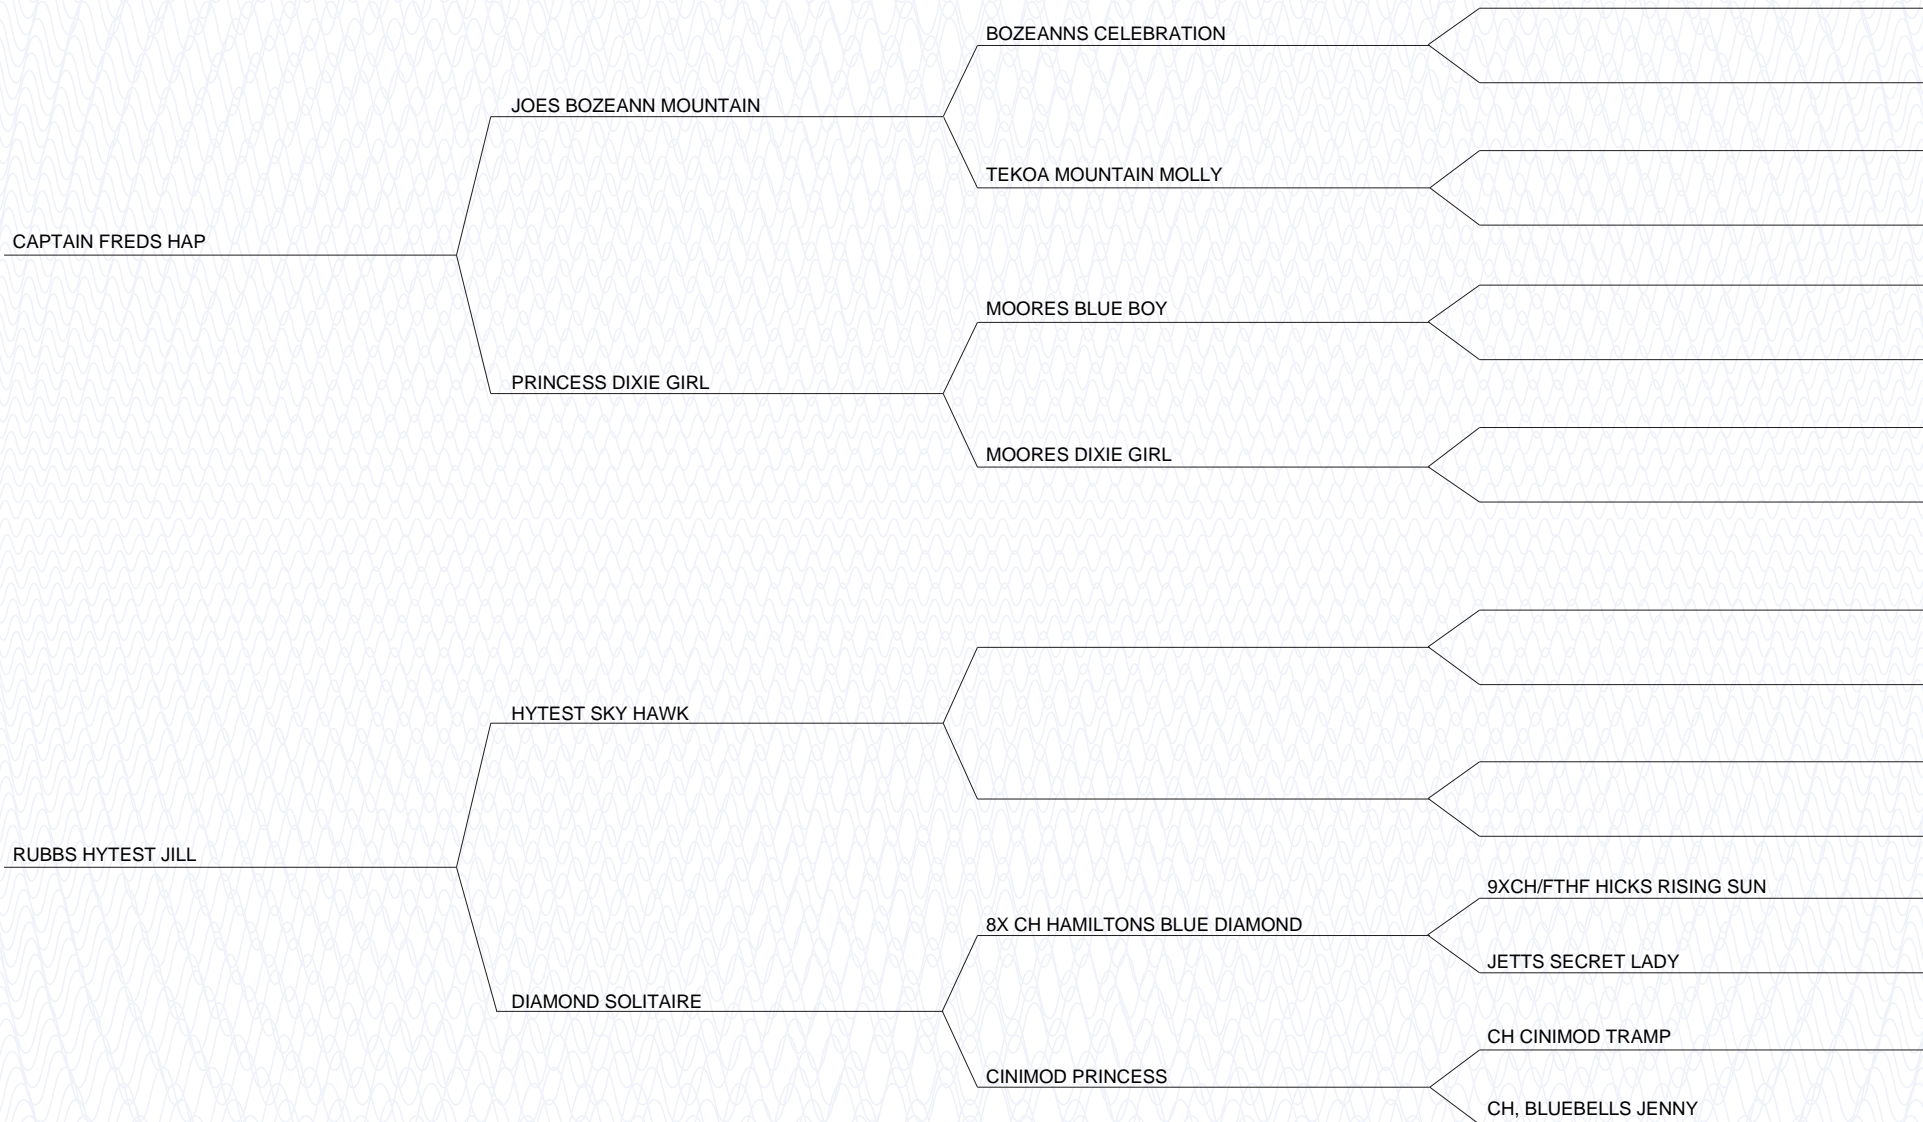 BOZEANNS CELEBRATION
JOES BOZEANN MOUNTAIN
TEKOA MOUNTAIN MOLLY
CAPTAIN FREDS HAP
MOORES BLUE BOY
PRINCESS DIXIE GIRL
MOORES DIXIE GIRL
HYTEST SKY HAWK
RUBBS HYTEST JILL
9XCH/FTHF HICKS RISING SUN
8X CH HAMILTONS BLUE DIAMOND
JETTS SECRET LADY
DIAMOND SOLITAIRE
CH CINIMOD TRAMP
CINIMOD PRINCESS
CH, BLUEBELLS JENNY